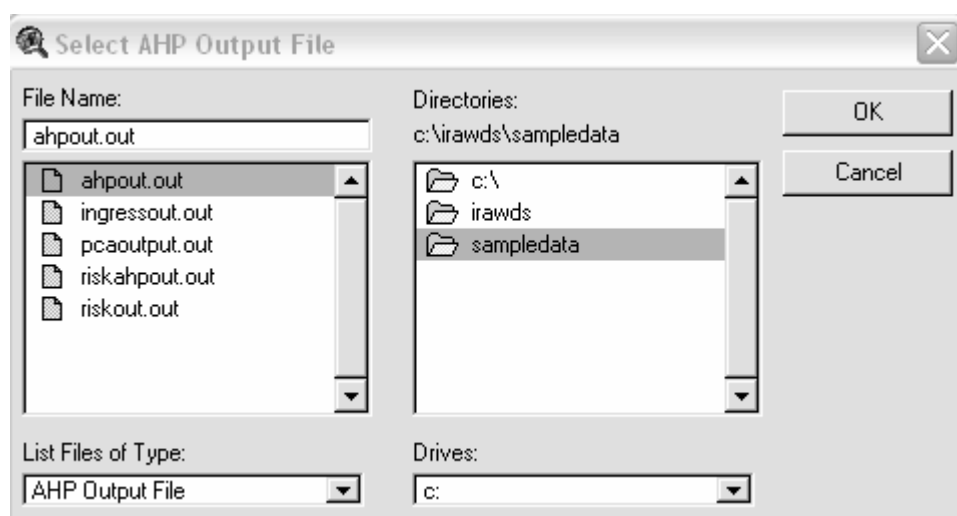 Select AHP Output File
File Name:
ahpout.out
ahpout.out
ingressout.out
pcaoutput.out
riskahpout.out
riskout.out
List Files of Type:
AHP Output File
Directories:
c:\irawds\sampledata
c:\
irawds
sampledata
Drives:
c:
OK
Cancel